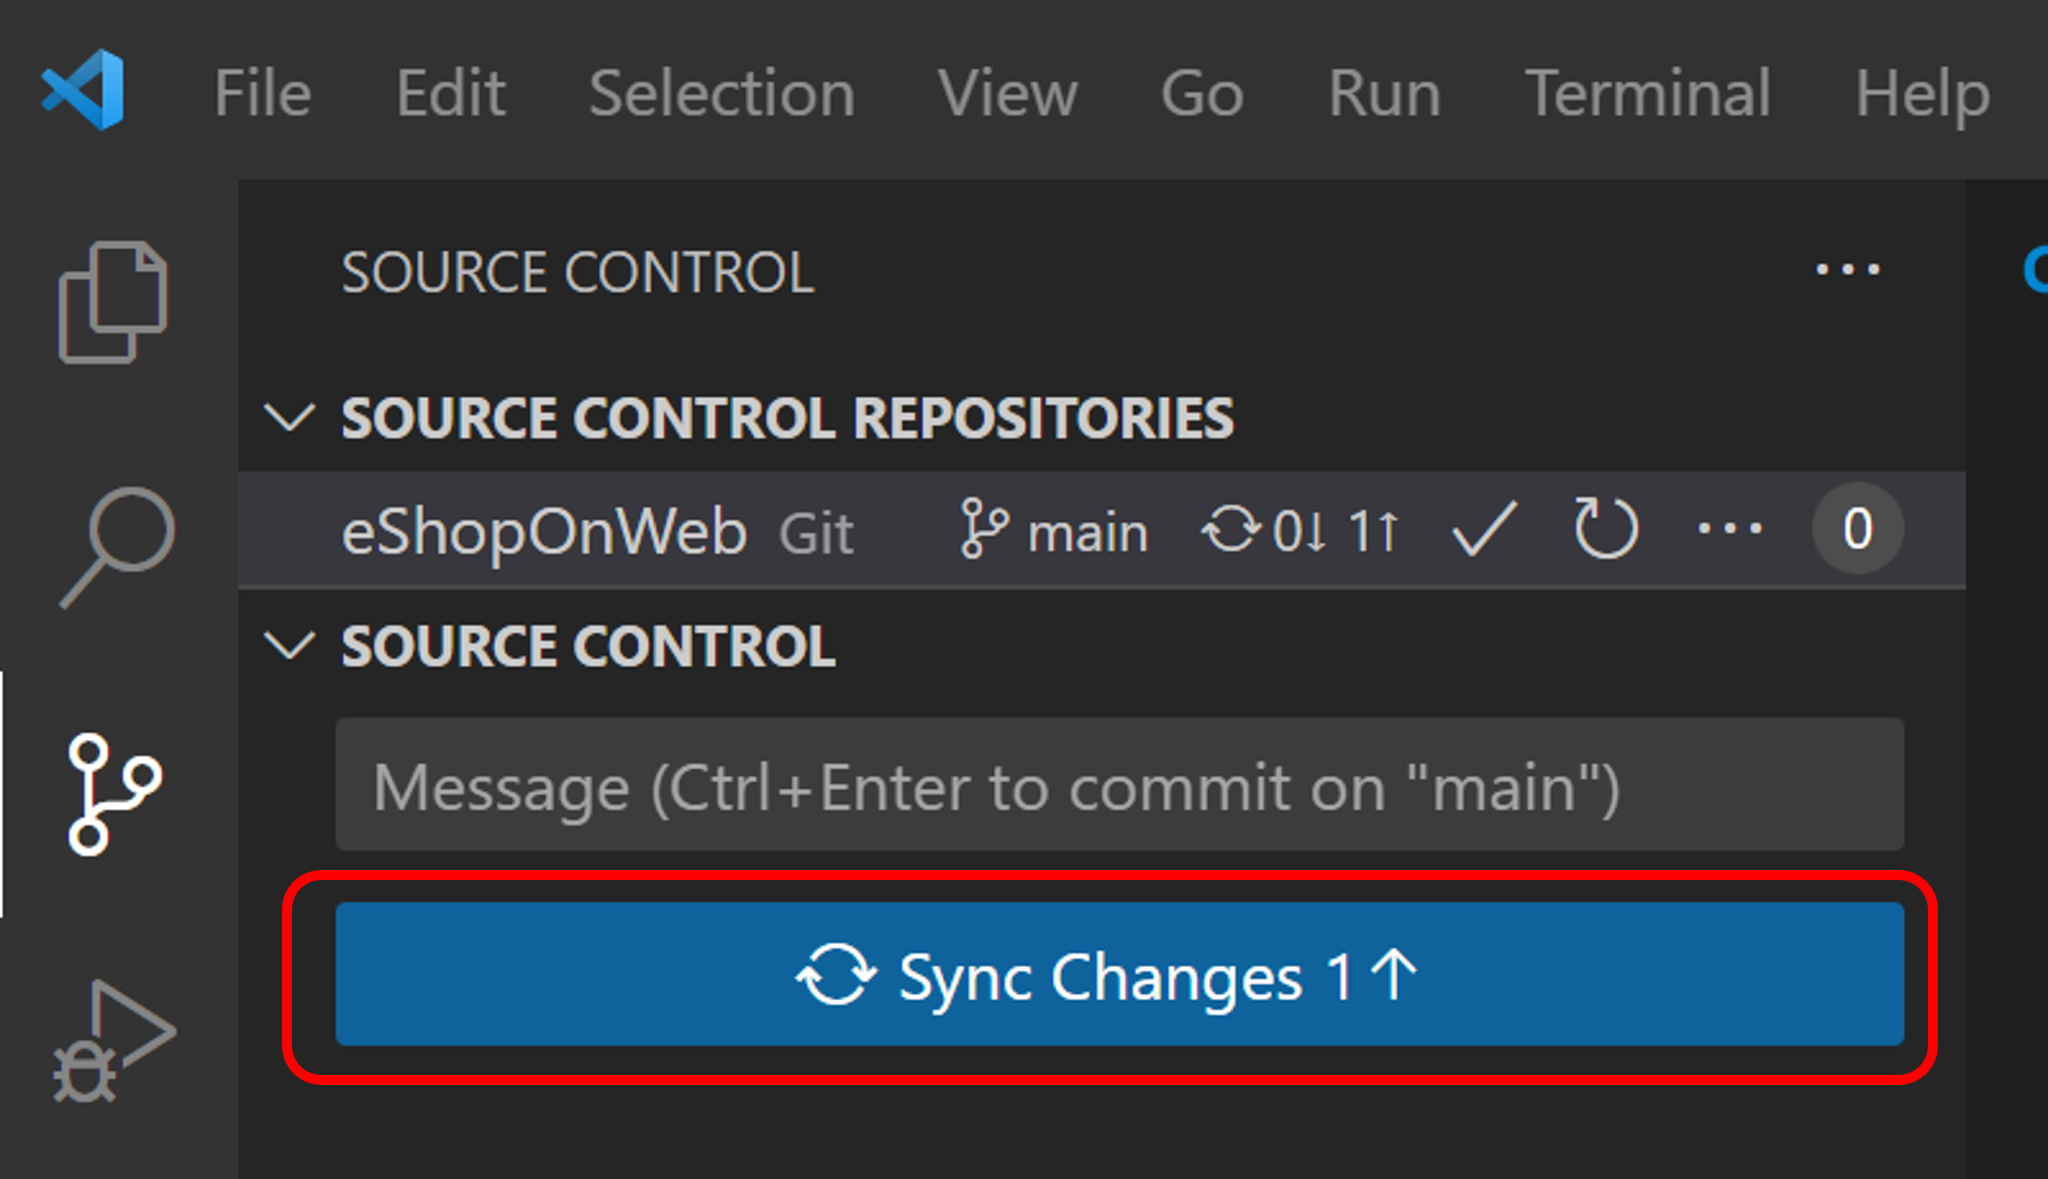 File Edit Selection View Go Run Terminal Help
SOURCE CONTROL ...
SOURCE CONTROL REPOSITORIES
eShopOnWeb Git main 0↓ 1↑ ... 0
SOURCE CONTROL
Message (Ctrl+Enter to commit on "main")
Sync Changes 1↑